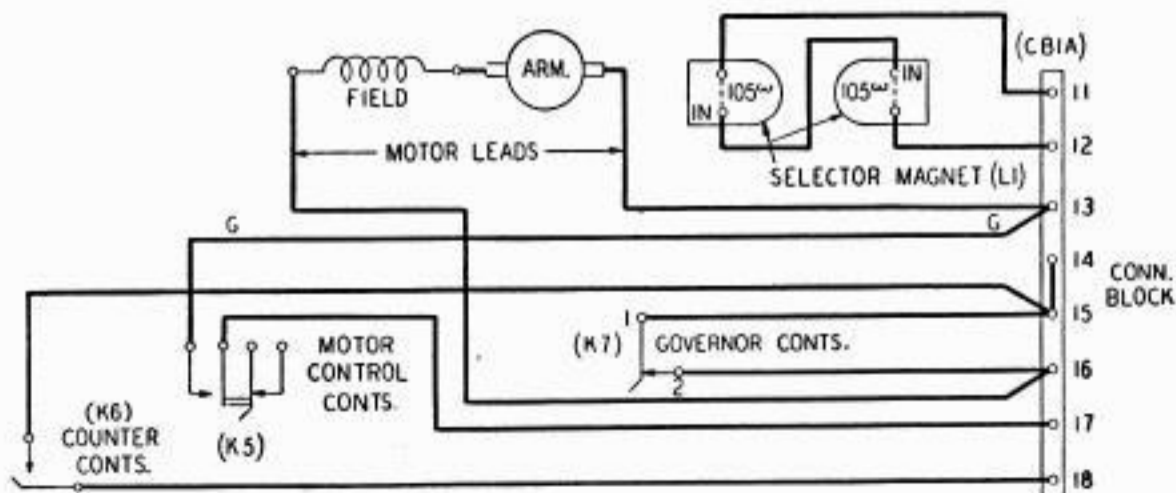 (CB1A)
ARM.
FIELD
105ω
IN
105ω
IN
11
12
MOTOR LEADS
SELECTOR MAGNET (L1)
13
G
G
14
CONN.
BLOCK
15
1
(K7)
GOVERNOR CONTS.
MOTOR
CONTROL
CONTS.
2
16
(K6)
COUNTER
CONTS.
(K5)
17
18